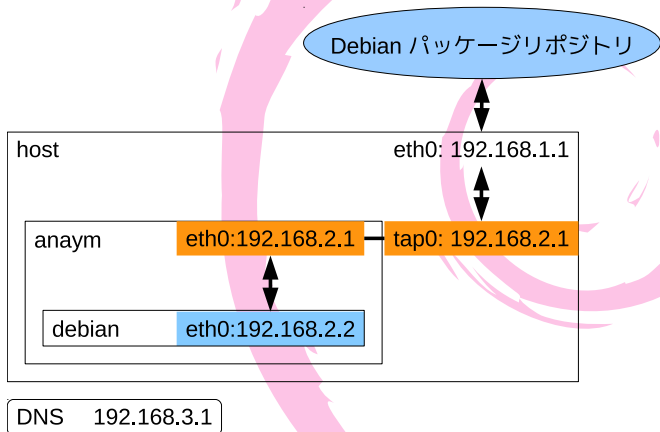 Debian パッケージリポジトリ
host
eth0: 192.168.1.1
anaym
eth0:192.168.2.1
tap0: 192.168.2.1
debian
eth0:192.168.2.2
DNS 192.168.3.1